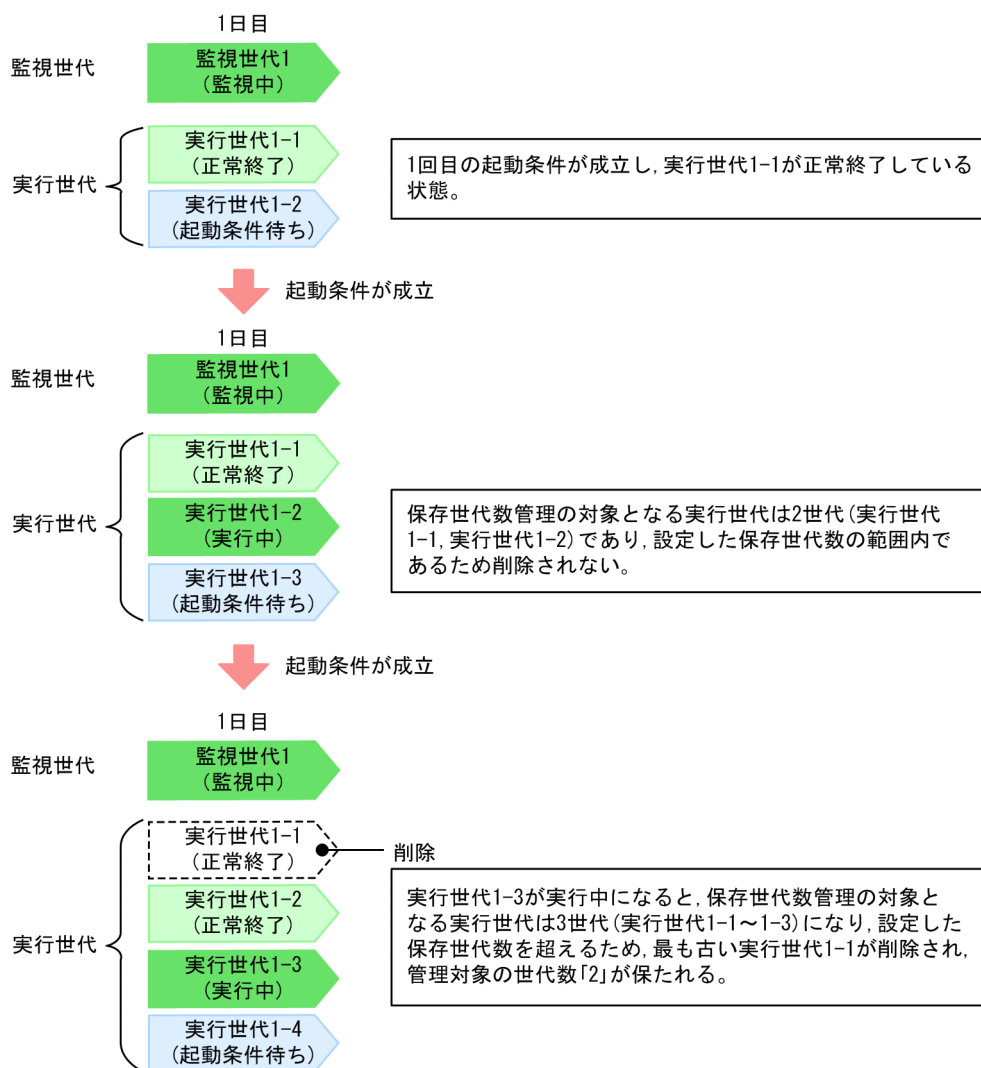 1日目
監視世代
監視世代1
(監視中)
実行世代
実行世代1-1
(正常終了)
実行世代1-2
(起動条件待ち)
1回目の起動条件が成立し,実行世代1-1が正常終了している
状態。
起動条件が成立
1日目
監視世代
監視世代1
(監視中)
実行世代
実行世代1-1
(正常終了)
実行世代1-2
(実行中)
実行世代1-3
(起動条件待ち)
保存世代数管理の対象となる実行世代は2世代(実行世代
1-1,実行世代1-2)であり,設定した保存世代数の範囲内で
あるため削除されない。
起動条件が成立
1日目
監視世代
監視世代1
(監視中)
実行世代
実行世代1-1
(正常終了)
削除
実行世代1-2
(正常終了)
実行世代1-3
(実行中)
実行世代1-4
(起動条件待ち)
実行世代1-3が実行中になると,保存世代数管理の対象と
なる実行世代は3世代(実行世代1-1〜1-3)になり,設定した
保存世代数を超えるため,最も古い実行世代1-1が削除され,
管理対象の世代数「2」が保たれる。